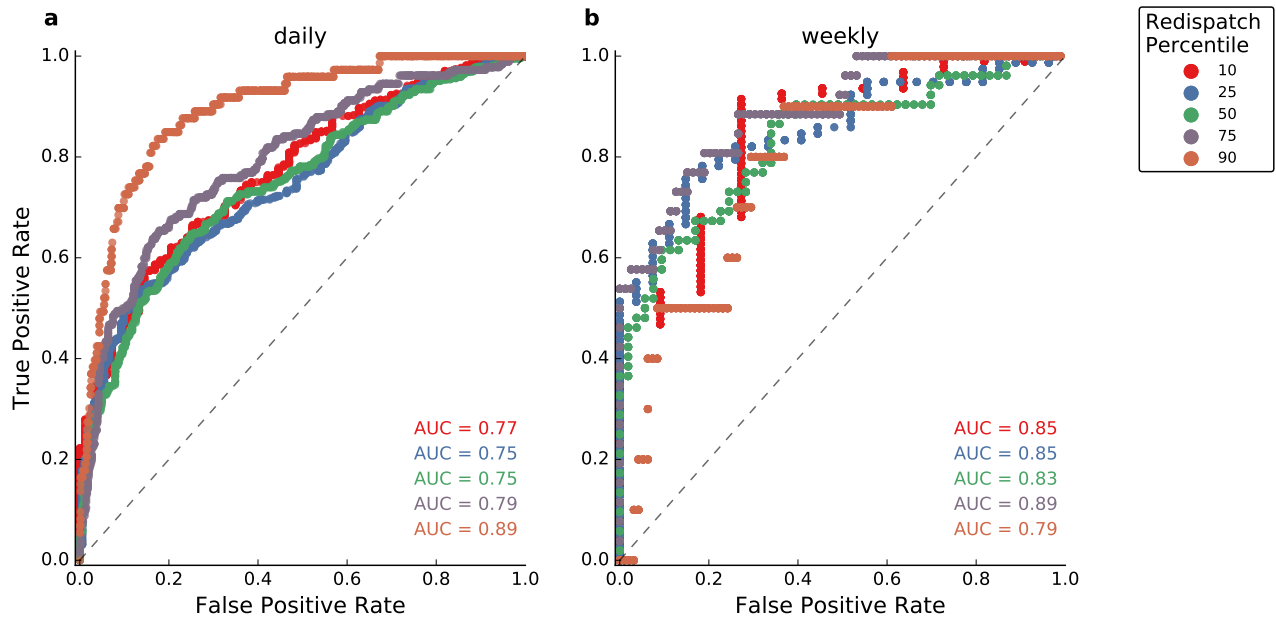 a
daily
True Positive Rate
1.0
0.8
0.6
0.4
0.2
0.0
0.0 0.2 0.4 0.6 0.8 1.0
False Positive Rate
AUC = 0.77
AUC = 0.75
AUC = 0.75
AUC = 0.79
AUC = 0.89
b
weekly
1.0
0.8
0.6
0.4
0.2
0.0
0.0 0.2 0.4 0.6 0.8 1.0
False Positive Rate
AUC = 0.85
AUC = 0.85
AUC = 0.83
AUC = 0.89
AUC = 0.79
Redispatch
Percentile
10
25
50
75
90